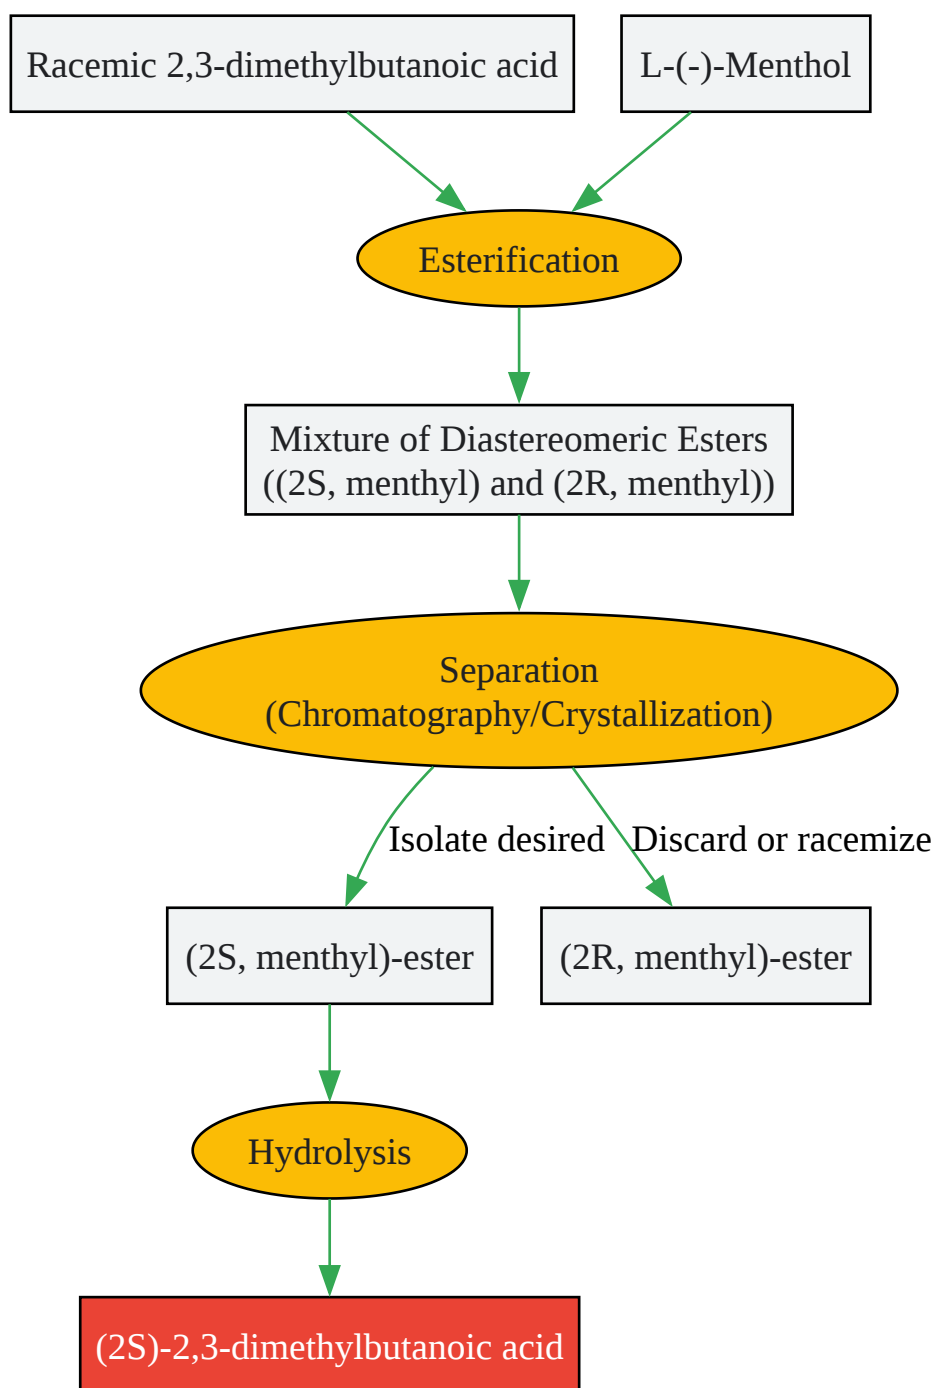 Racemic 2,3-dimethylbutanoic acid
L-(-)-Menthol
Esterification
Mixture of Diastereomeric Esters
((2S, menthyl) and (2R, menthyl))
Separation
(Chromatography/Crystallization)
Isolate desired
Discard or racemize
(2S, menthyl)-ester
(2R, menthyl)-ester
Hydrolysis
(2S)-2,3-dimethylbutanoic acid